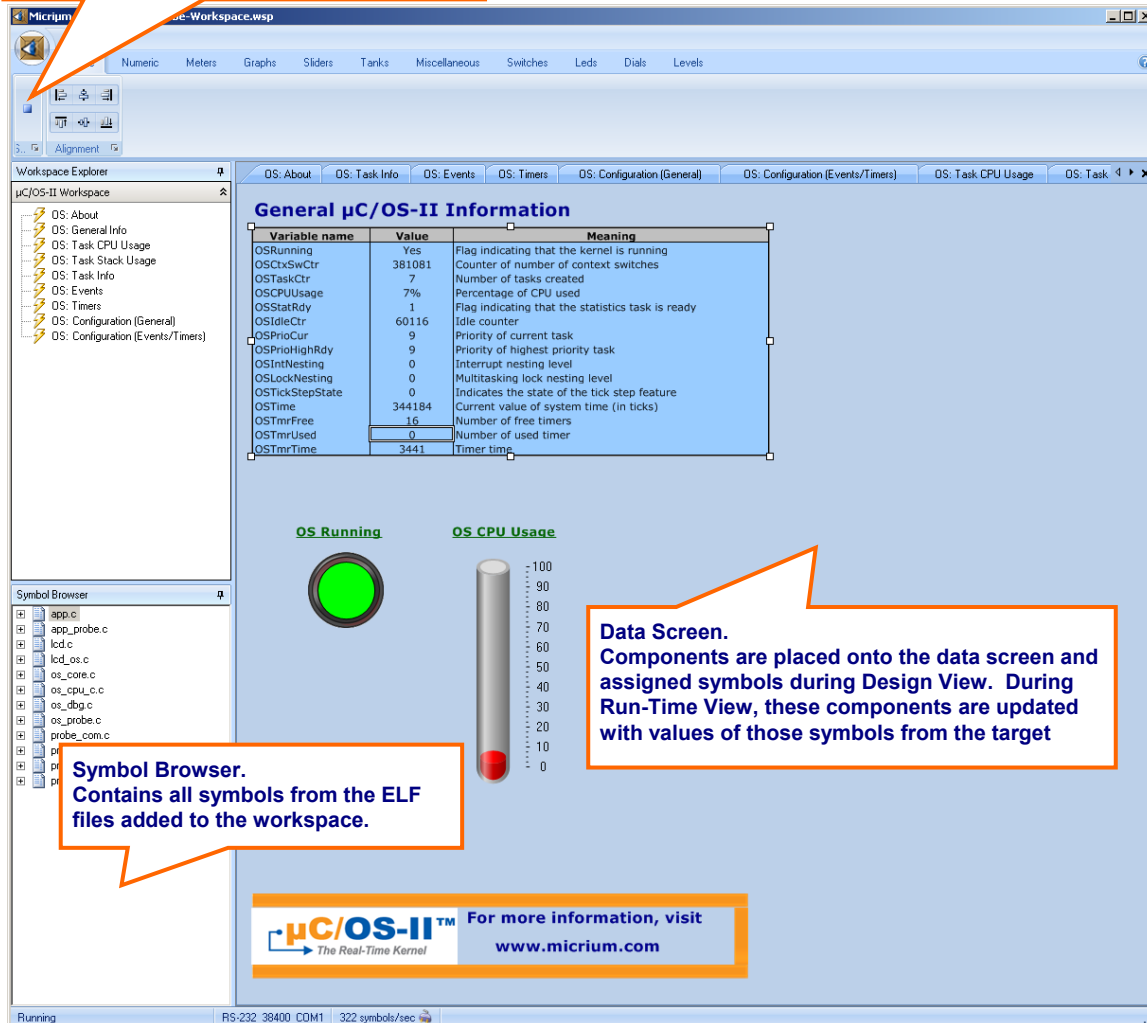 Micriµm
be-Workspace.wsp
Numeric Meters Graphs Sliders Tanks Miscellaneous Switches Leds Dials Levels
S..
Alignment
Workspace Explorer
µC/OS-II Workspace
OS: About
OS: General Info
OS: Task CPU Usage
OS: Task Stack Usage
OS: Task Info
OS: Events
OS: Timers
OS: Configuration (General)
OS: Configuration (Events/Timers)
OS: About OS: Task Info OS: Events OS: Timers OS: Configuration (General) OS: Configuration (Events/Timers) OS: Task CPU Usage OS: Task
General µC/OS-II Information
Variable name Value Meaning
OSRunning Yes Flag indicating that the kernel is running
OSCtxSwCtr 381081 Counter of number of context switches
OSTaskCtr 7 Number of tasks created
OSCPUUsage 7% Percentage of CPU used
OSStatRdy 1 Flag indicating that the statistics task is ready
OSIdleCtr 60116 Idle counter
OSPrioCur 9 Priority of current task
OSPrioHighRdy 9 Priority of highest priority task
OSIntNesting 0 Interrupt nesting level
OSLockNesting 0 Multitasking lock nesting level
OSTickStepState 0 Indicates the state of the tick step feature
OSTime 344184 Current value of system time (in ticks)
OSTmrFree 16 Number of free timers
OSTmrUsed 0 Number of used timer
OSTmrTime 3441 Timer time
OS Running
OS CPU Usage
100
90
80
70
60
50
40
30
20
10
0
Data Screen.
Components are placed onto the data screen and
assigned symbols during Design View. During
Run-Time View, these components are updated
with values of those symbols from the target
Symbol Browser
app.c
app_probe.c
lcd.c
lcd_os.c
os_core.c
os_cpu_c.c
os_dbg.c
os_probe.c
probe_com.c
Symbol Browser.
Contains all symbols from the ELF
files added to the workspace.
µC/OS-II™
The Real-Time Kernel
For more information, visit
www.micrium.com
Running RS-232 38400 COM1 322 symbols/sec